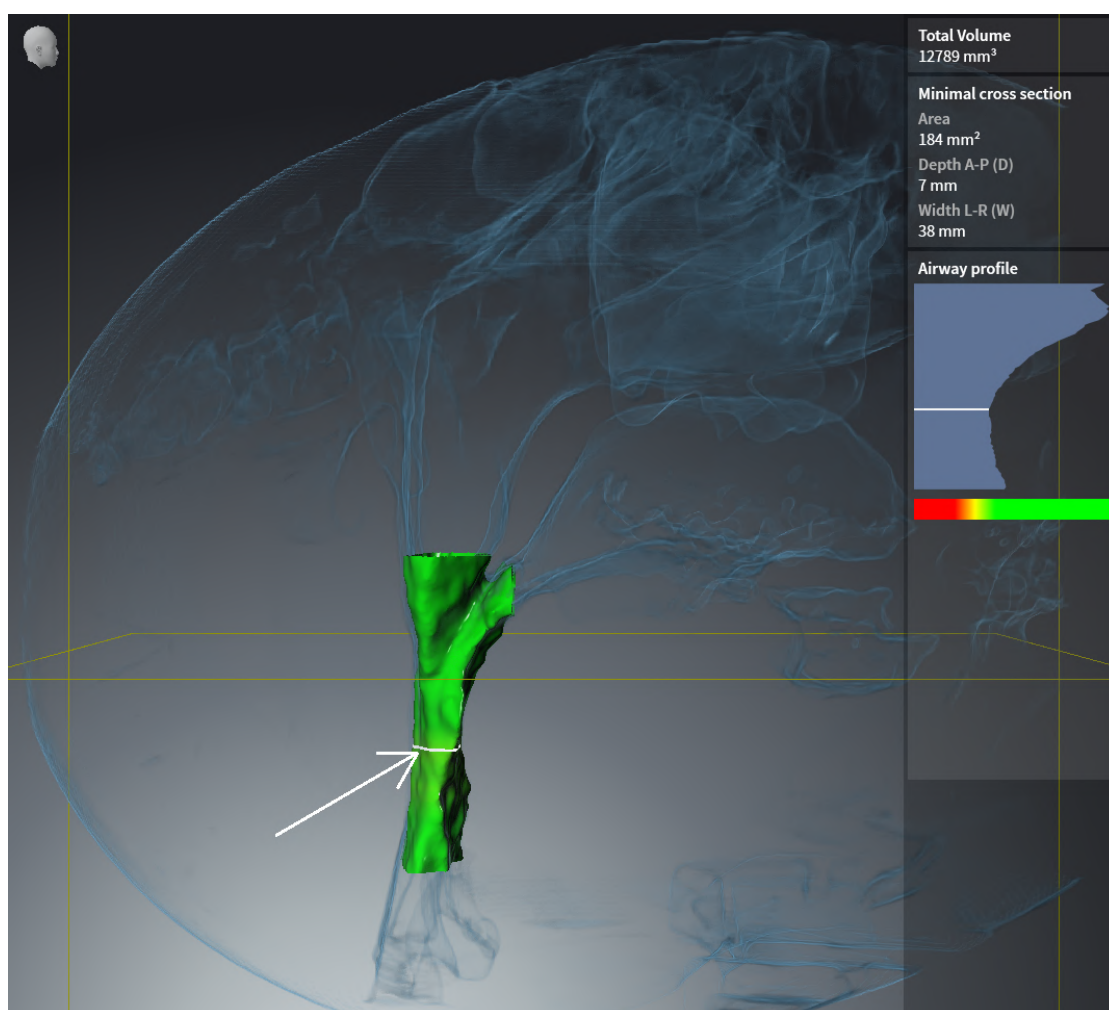 Total Volume
12789 mm³
Minimal cross section
Area
184 mm²
Depth A-P (D)
7 mm
Width L-R (W)
38 mm
Airway profile